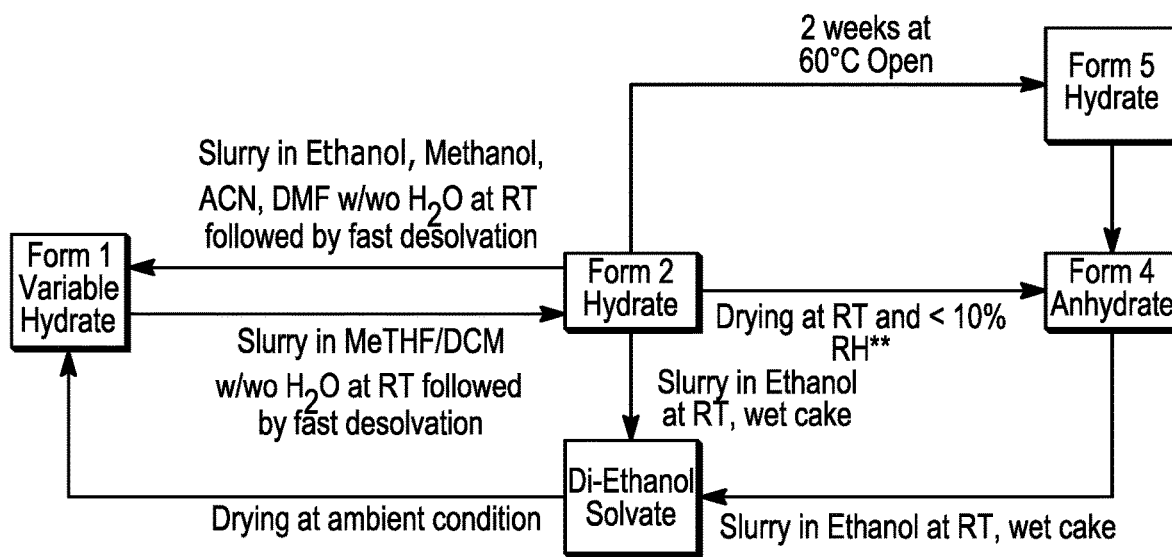 2 weeks at
60°C Open
Form 5
Hydrate
Slurry in Ethanol, Methanol,
ACN, DMF w/wo H₂O at RT
followed by fast desolvation
Form 1
Variable
Hydrate
Form 2
Hydrate
Form 4
Anhydrate
Drying at RT and < 10%
RH**
Slurry in MeTHF/DCM
w/wo H₂O at RT followed
by fast desolvation
Slurry in Ethanol
at RT, wet cake
Di-Ethanol
Solvate
Drying at ambient condition
Slurry in Ethanol at RT, wet cake